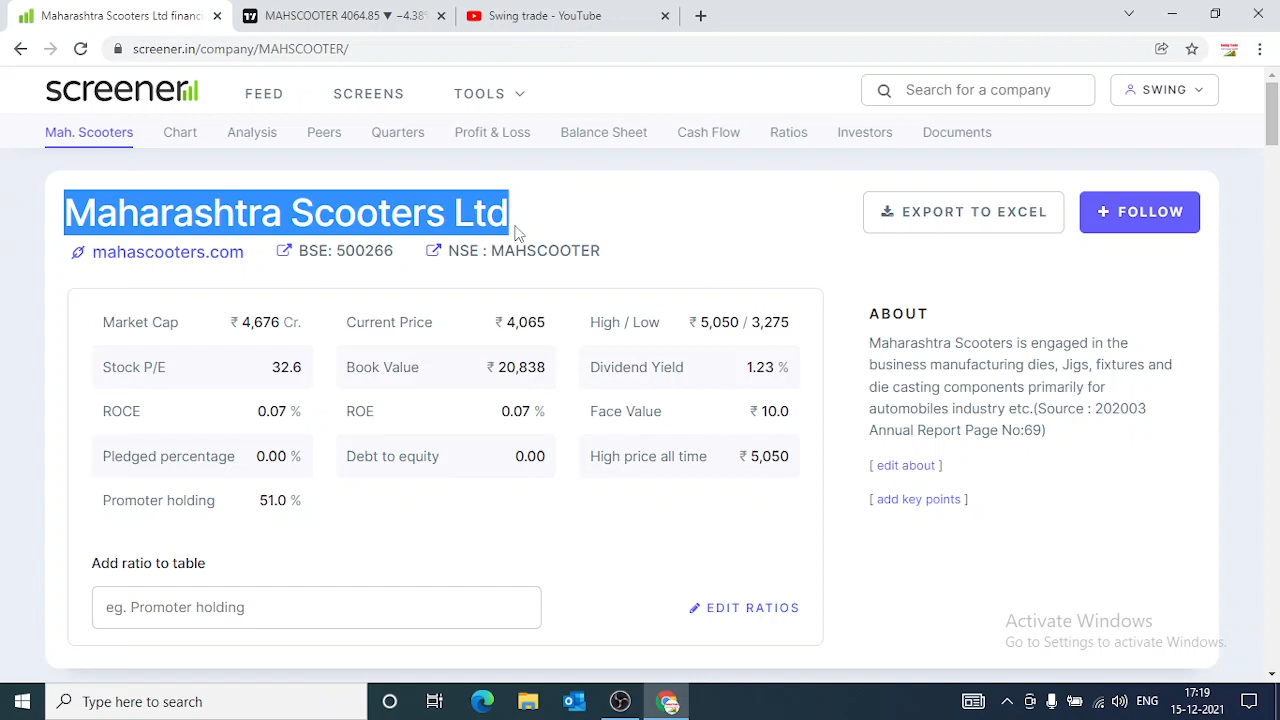 Maharashtra Scooters Ltd financ
MAHSCOOTER 4064.85 ▼ −4.38%
Swing trade - YouTube
screener.in/company/MAHSCOOTER/
screener
FEED
SCREENS
TOOLS
Search for a company
SWING
Mah. Scooters
Chart
Analysis
Peers
Quarters
Profit & Loss
Balance Sheet
Cash Flow
Ratios
Investors
Documents
Maharashtra Scooters Ltd
EXPORT TO EXCEL
+ FOLLOW
mahascooters.com
BSE: 500266
NSE : MAHSCOOTER
Market Cap ₹ 4,676 Cr.
Current Price ₹ 4,065
High / Low ₹ 5,050 / 3,275
Stock P/E 32.6
Book Value ₹ 20,838
Dividend Yield 1.23 %
ROCE 0.07 %
ROE 0.07 %
Face Value ₹ 10.0
Pledged percentage 0.00 %
Debt to equity 0.00
High price all time ₹ 5,050
Promoter holding 51.0 %
Add ratio to table
eg. Promoter holding
EDIT RATIOS
ABOUT
Maharashtra Scooters is engaged in the
business manufacturing dies, Jigs, fixtures and
die casting components primarily for
automobiles industry etc.(Source : 202003
Annual Report Page No:69)
[ edit about ]
[ add key points ]
Activate Windows
Go to Settings to activate Windows.
Type here to search
ENG
17:19
15-12-2021